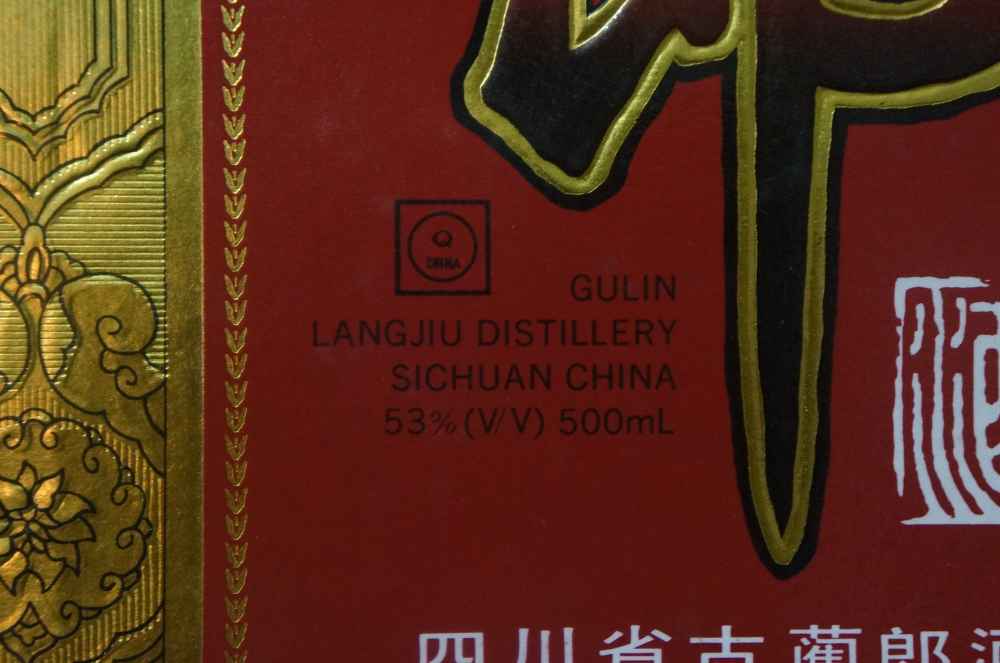 CHINA
GULIN
LANGJIU DISTILLERY
SICHUAN CHINA
53%(V/V) 500mL
四川省古蔺郎酒